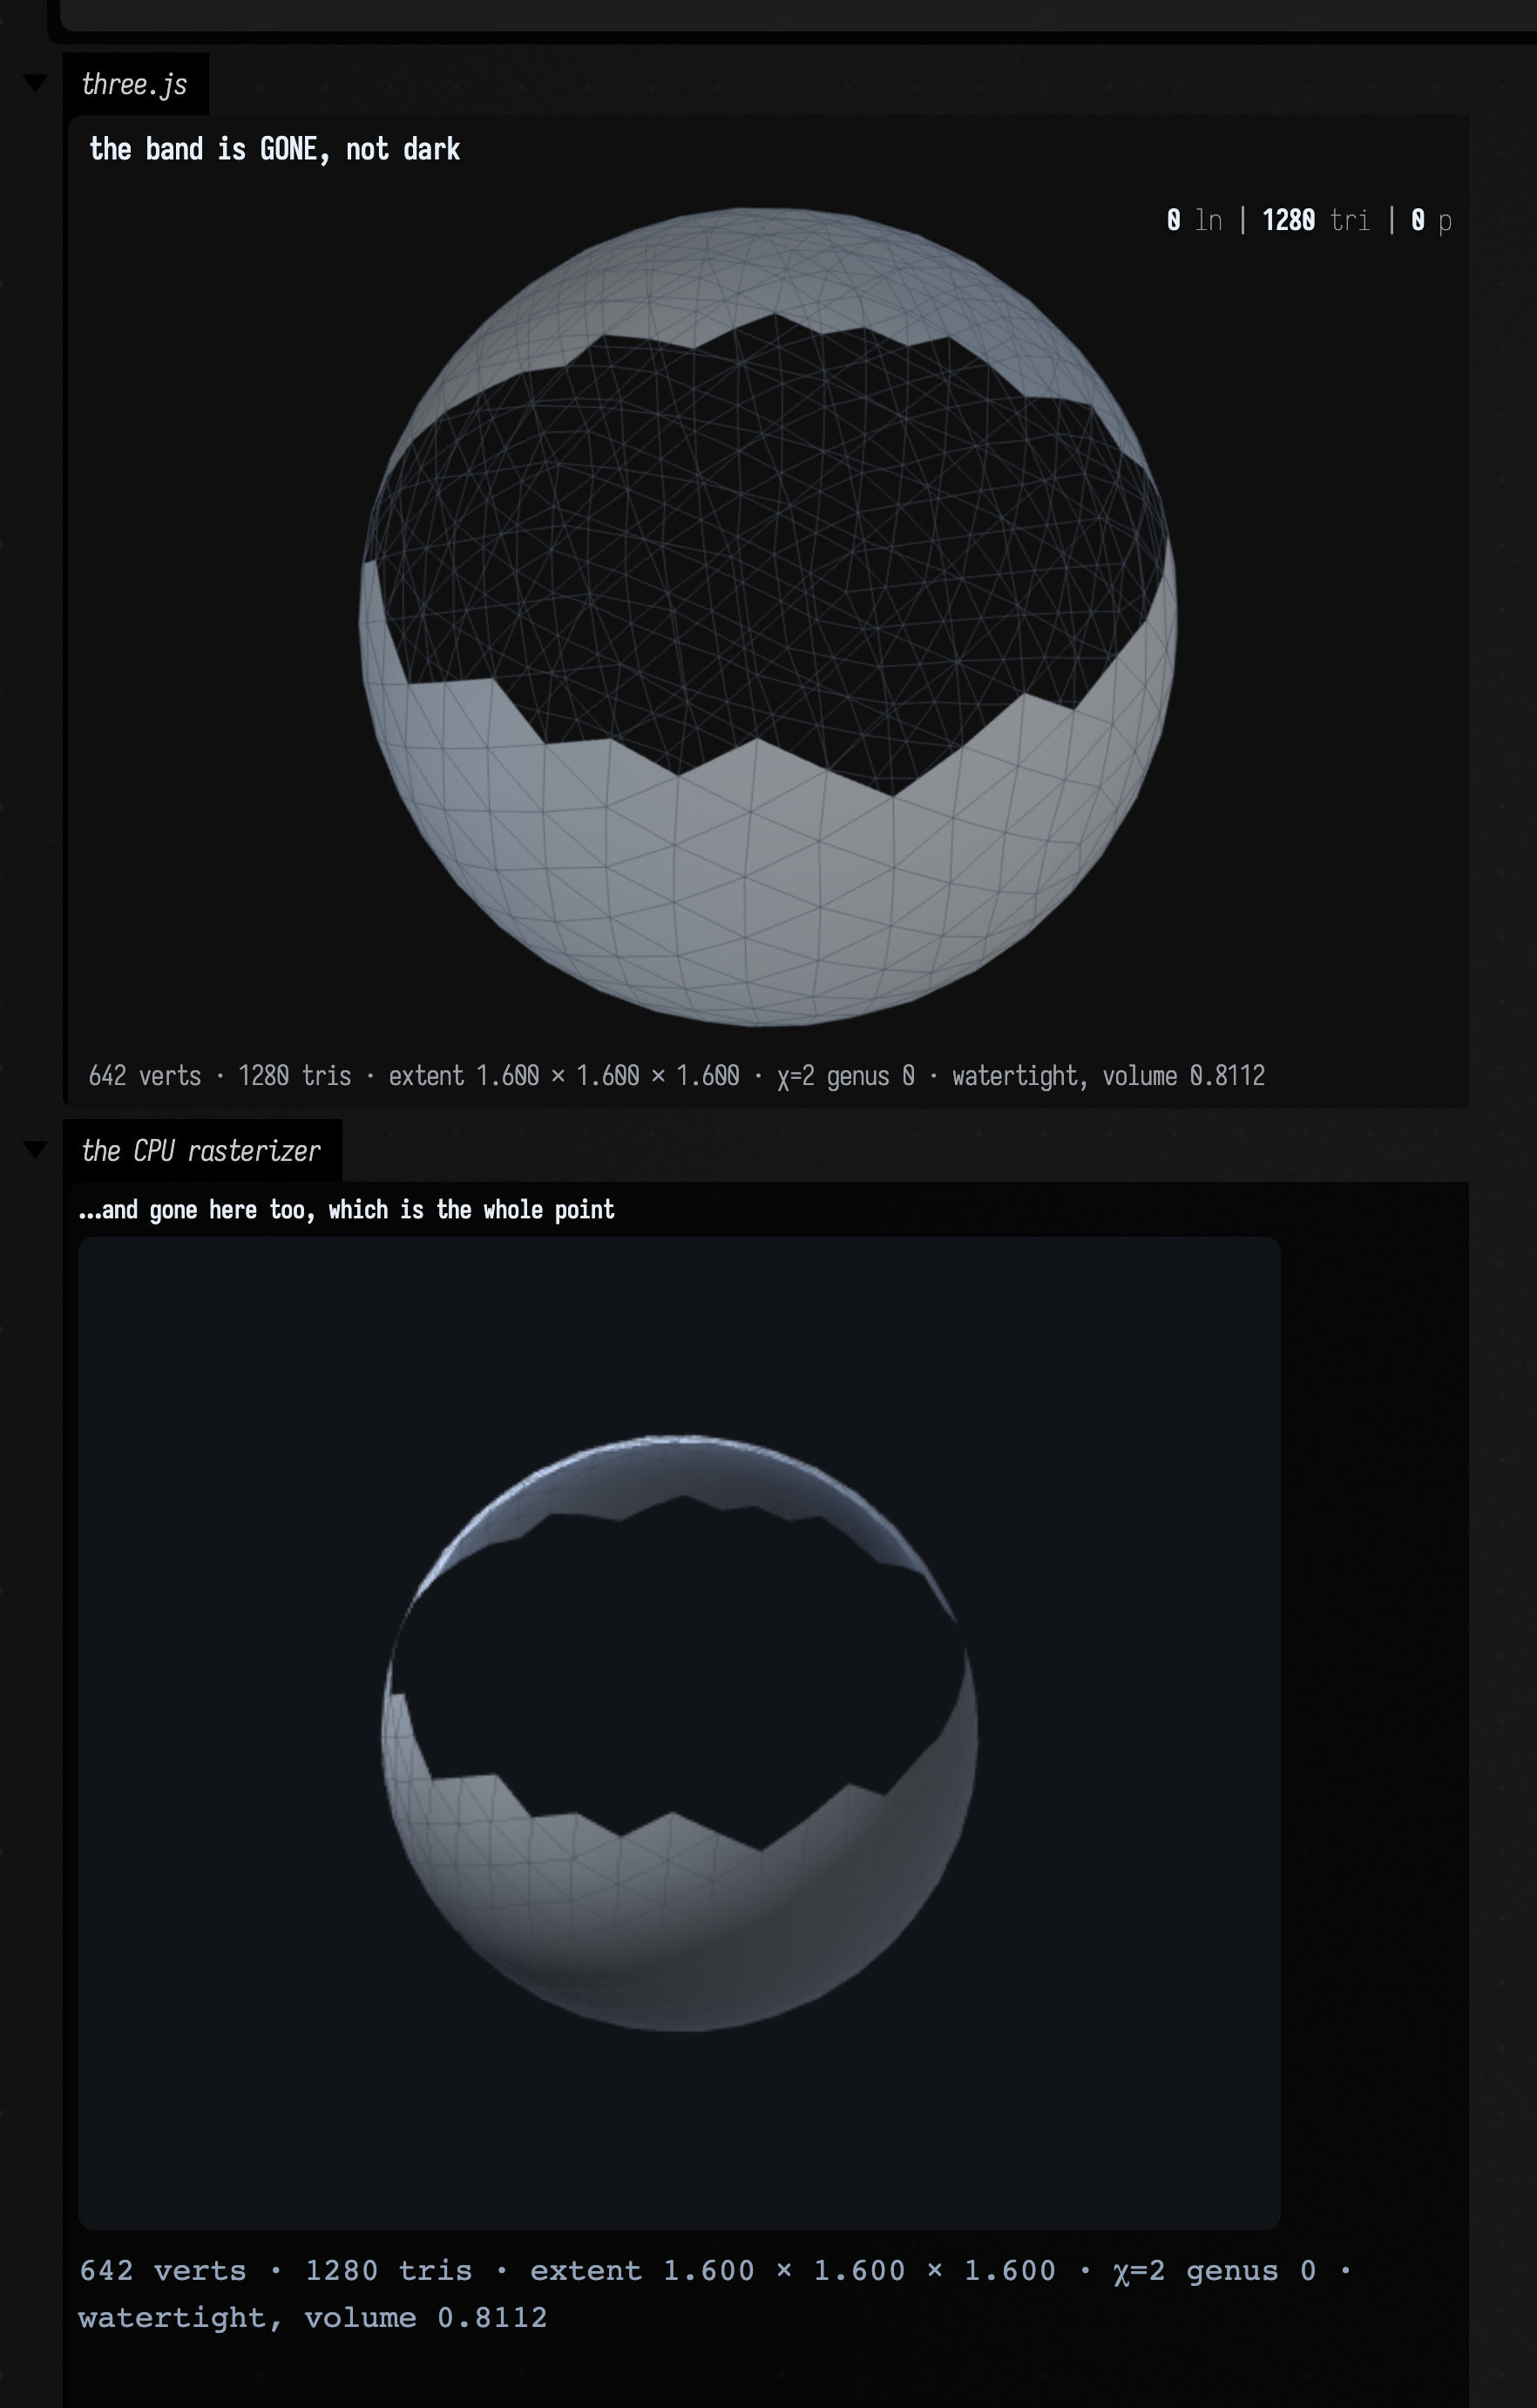 three.js
the band is GONE, not dark
0 ln | 1280 tri | 0 p
642 verts · 1280 tris · extent 1.600 × 1.600 × 1.600 · χ=2 genus 0 · watertight, volume 0.8112
the CPU rasterizer
…and gone here too, which is the whole point
642 verts · 1280 tris · extent 1.600 × 1.600 × 1.600 · χ=2 genus 0 ·
watertight, volume 0.8112